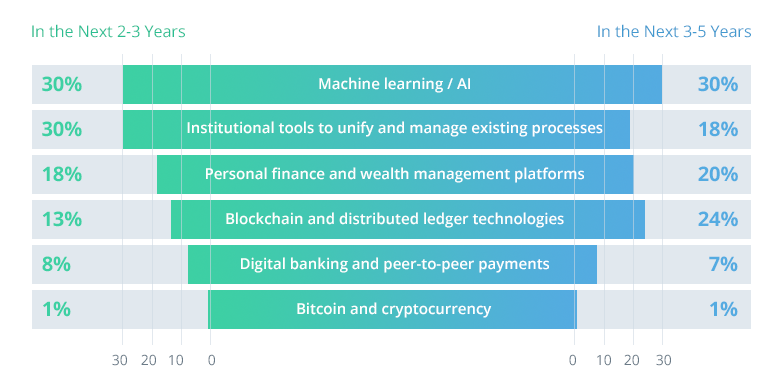 In the Next 2-3 Years In the Next 3-5 Years
30% Machine learning / AI 30%
30% Institutional tools to unify and manage existing processes 18%
18% Personal finance and wealth management platforms 20%
13% Blockchain and distributed ledger technologies 24%
8% Digital banking and peer-to-peer payments 7%
1% Bitcoin and cryptocurrency 1%
30 20 10 0 0 10 20 30